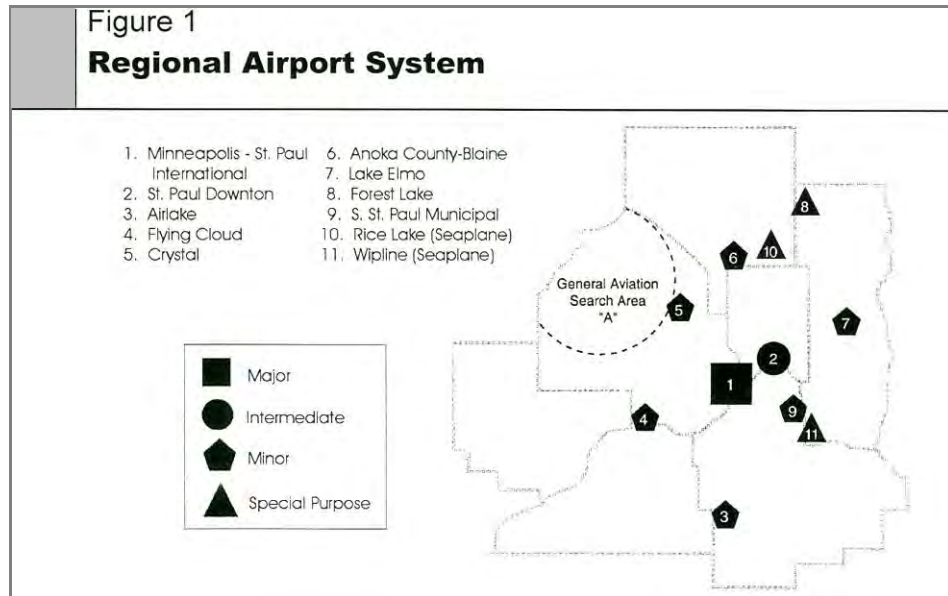 Figure 1
Regional Airport System
1. Minneapolis - St. Paul
International
2. St. Paul Downton
3. Airlake
4. Flying Cloud
5. Crystal
6. Anoka County-Blaine
7. Lake Elmo
8. Forest Lake
9. S. St. Paul Municipal
10. Rice Lake (Seaplane)
11. Wipline (Seaplane)
8
6
10
General Aviation
Search Area
"A"
5
7
2
1
9
4
11
3
Major
Intermediate
Minor
Special Purpose